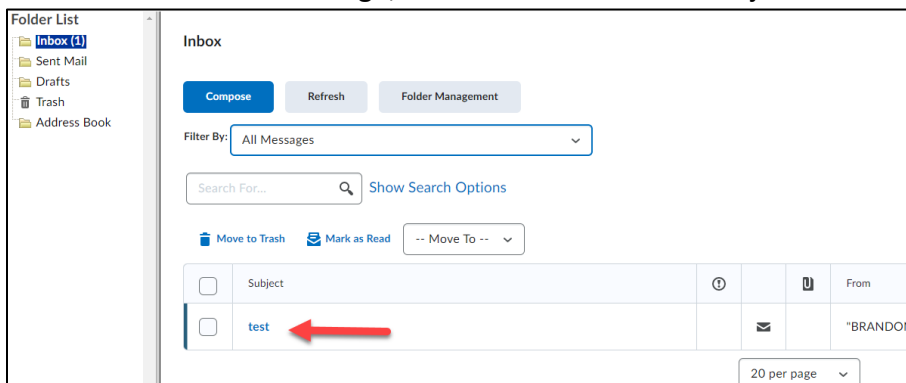 Folder List
Inbox (1)
Sent Mail
Drafts
Trash
Address Book
Inbox
Compose Refresh Folder Management
Filter By: All Messages
Search For... Show Search Options
Move to Trash Mark as Read -- Move To --
Subject From
test "BRANDON
20 per page